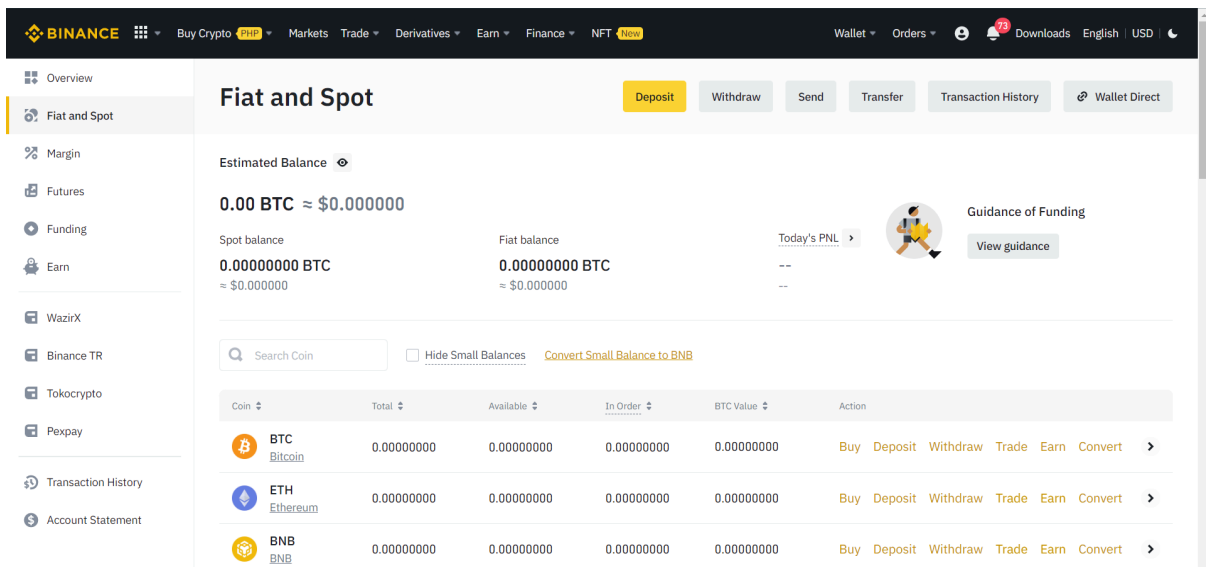 BINANCE Buy Crypto PHP Markets Trade Derivatives Earn Finance NFT New Wallet Orders 73 Downloads English | USD
Overview
Fiat and Spot
Margin
Futures
Funding
Earn
WazirX
Binance TR
Tokocrypto
Pexpay
Transaction History
Account Statement
Fiat and Spot Deposit Withdraw Send Transfer Transaction History Wallet Direct
Estimated Balance
0.00 BTC ≈ $0.000000
Spot balance Fiat balance Today's PNL
0.00000000 BTC 0.00000000 BTC --
≈ $0.000000 ≈ $0.000000 --
Guidance of Funding
View guidance
Search Coin Hide Small Balances Convert Small Balance to BNB
Coin Total Available In Order BTC Value Action
BTC
Bitcoin
0.00000000 0.00000000 0.00000000 0.00000000 Buy Deposit Withdraw Trade Earn Convert
ETH
Ethereum
0.00000000 0.00000000 0.00000000 0.00000000 Buy Deposit Withdraw Trade Earn Convert
BNB
BNB
0.00000000 0.00000000 0.00000000 0.00000000 Buy Deposit Withdraw Trade Earn Convert